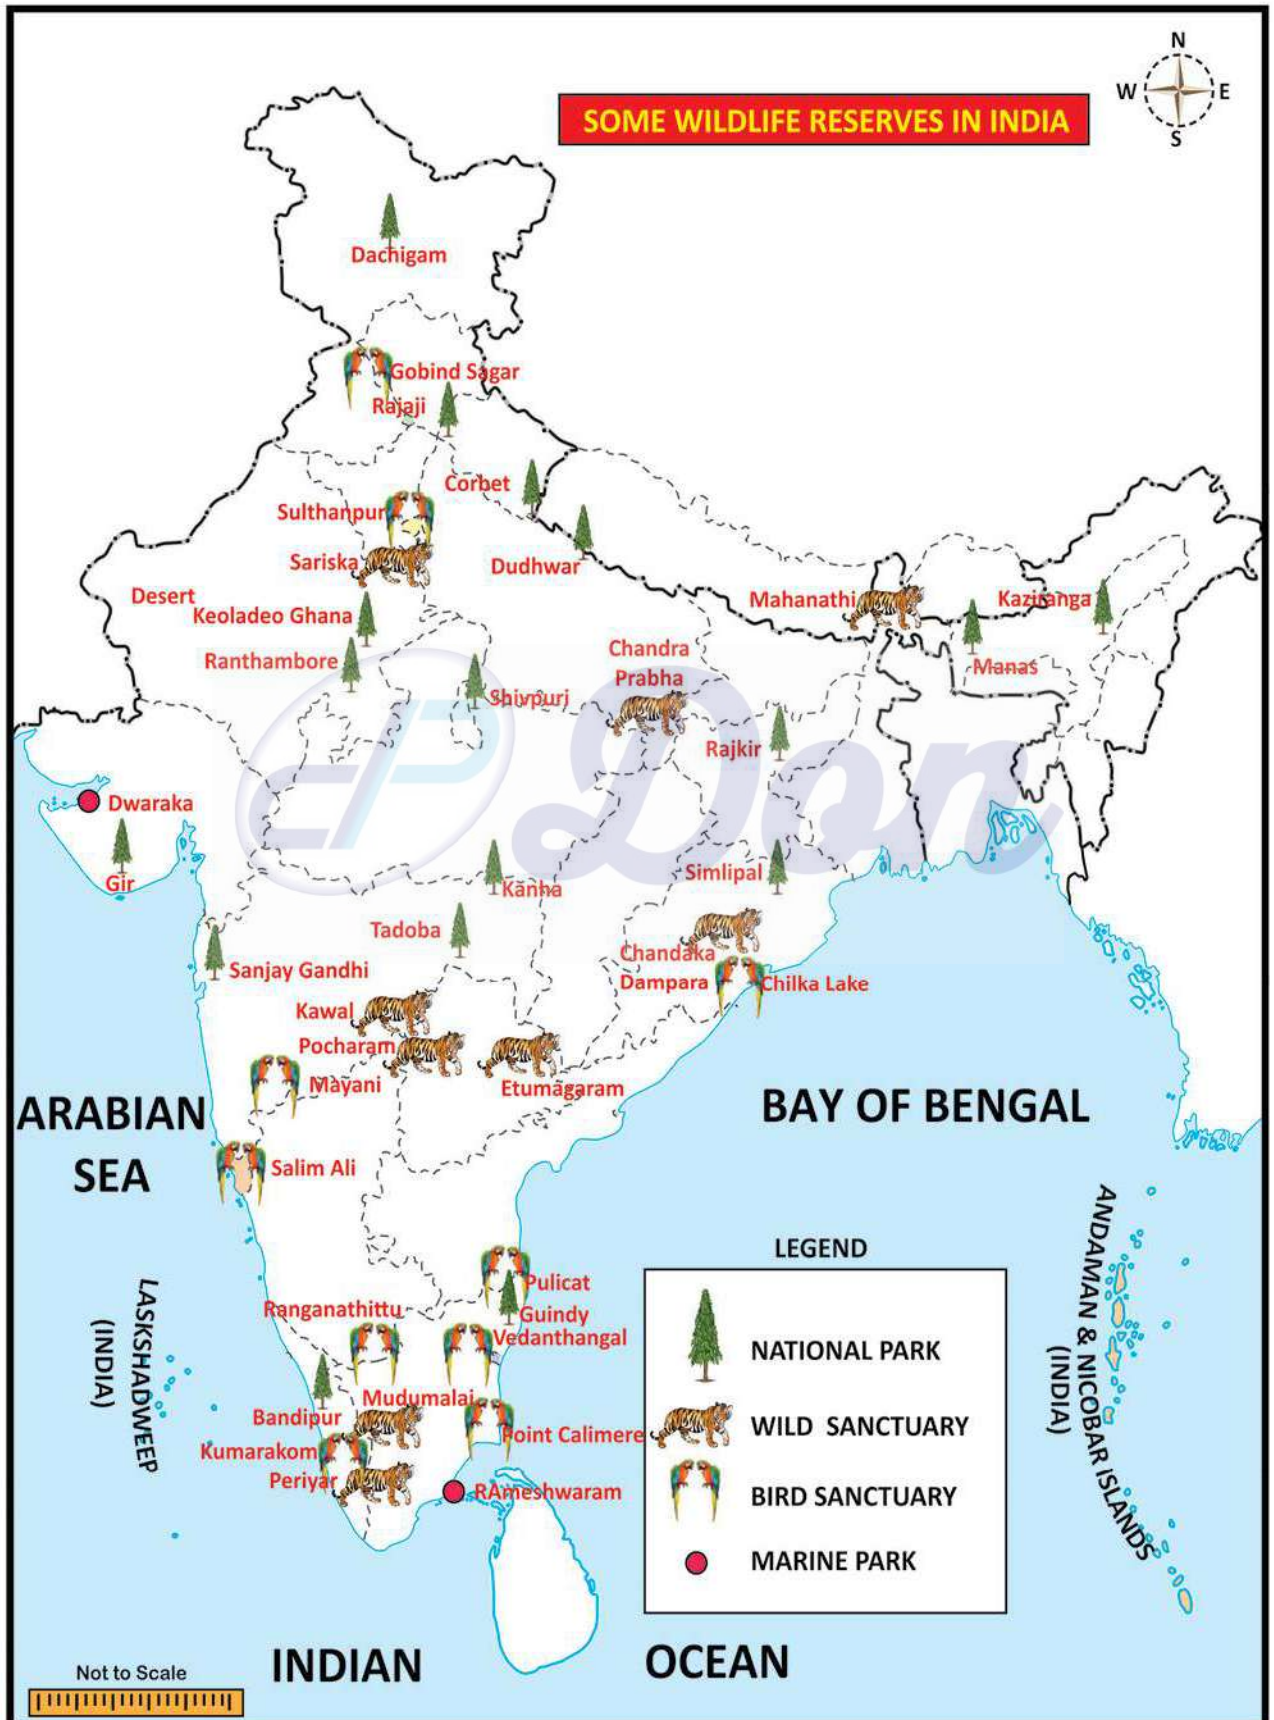 N
W E
S
SOME WILDLIFE RESERVES IN INDIA
Dachigam
Gobind Sagar
Rajaji
Corbet
Sulthanpur
Sariska
Dudhwar
Desert
Mahanathi
Kaziranga
Keoladeo Ghana
Ranthambore
Chandra
Prabha
Manas
Shivpuri
Rajkir
Dwaraka
Gir
Kanha
Simlipal
Tadoba
Chandaka
Dampara
Chilka Lake
Sanjay Gandhi
Kawal
Pocharam
Mayani
Etumagaram
ARABIAN
SEA
BAY OF BENGAL
Salim Ali
Pulicat
Guindy
Ranganathittu
Vedanthangal
Mudumalai
Bandipur
Point Calimere
Kumarakom
Periyar
RAmeshwaram
LASKSHADWEEP
(INDIA)
ANDAMAN & NICOBAR ISLANDS
(INDIA)
LEGEND
NATIONAL PARK
WILD SANCTUARY
BIRD SANCTUARY
MARINE PARK
INDIAN OCEAN
Not to Scale
Don